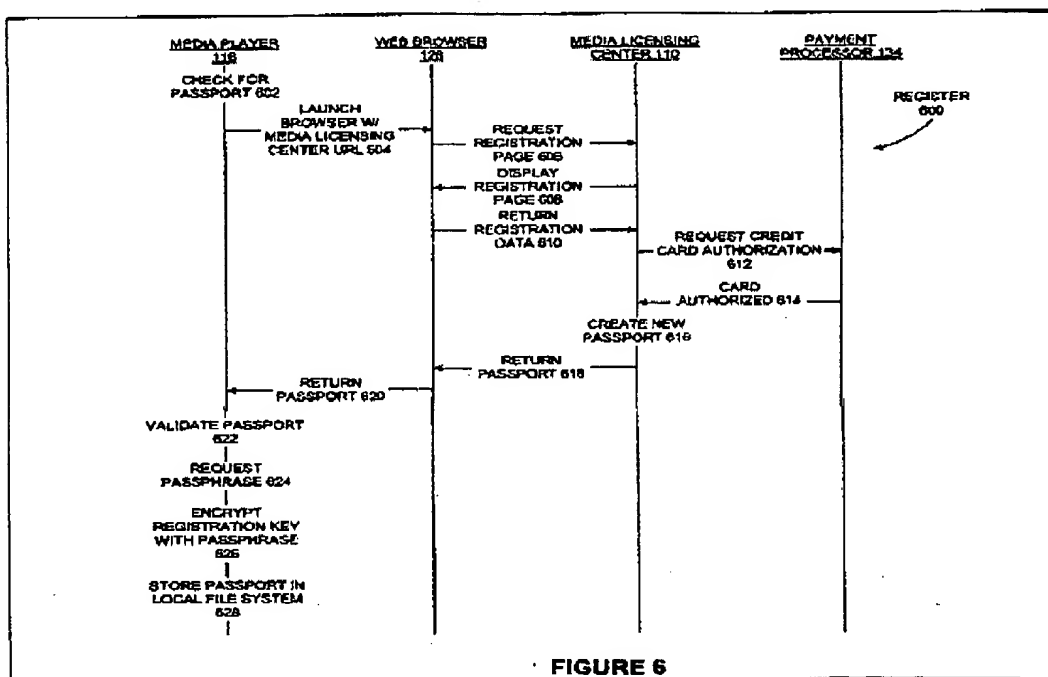 MEDIA PLAYER
116
WEB BROWSER
128
MEDIA LICENSING
CENTER 110
PAYMENT
PROCESSOR 134
CHECK FOR
PASSPORT 602
REGISTER
600
LAUNCH
BROWSER W/
MEDIA LICENSING
CENTER URL 604
REQUEST
REGISTRATION
PAGE 606
DISPLAY
REGISTRATION
PAGE 608
RETURN
REGISTRATION
DATA 610
REQUEST CREDIT
CARD AUTHORIZATION
612
CARD
AUTHORIZED 614
CREATE NEW
PASSPORT 616
RETURN
PASSPORT 618
RETURN
PASSPORT 620
VALIDATE PASSPORT
622
REQUEST
PASSPHRASE 624
ENCRYPT
REGISTRATION KEY
WITH PASSPHRASE
626
STORE PASSPORT IN
LOCAL FILE SYSTEM
628
FIGURE 6